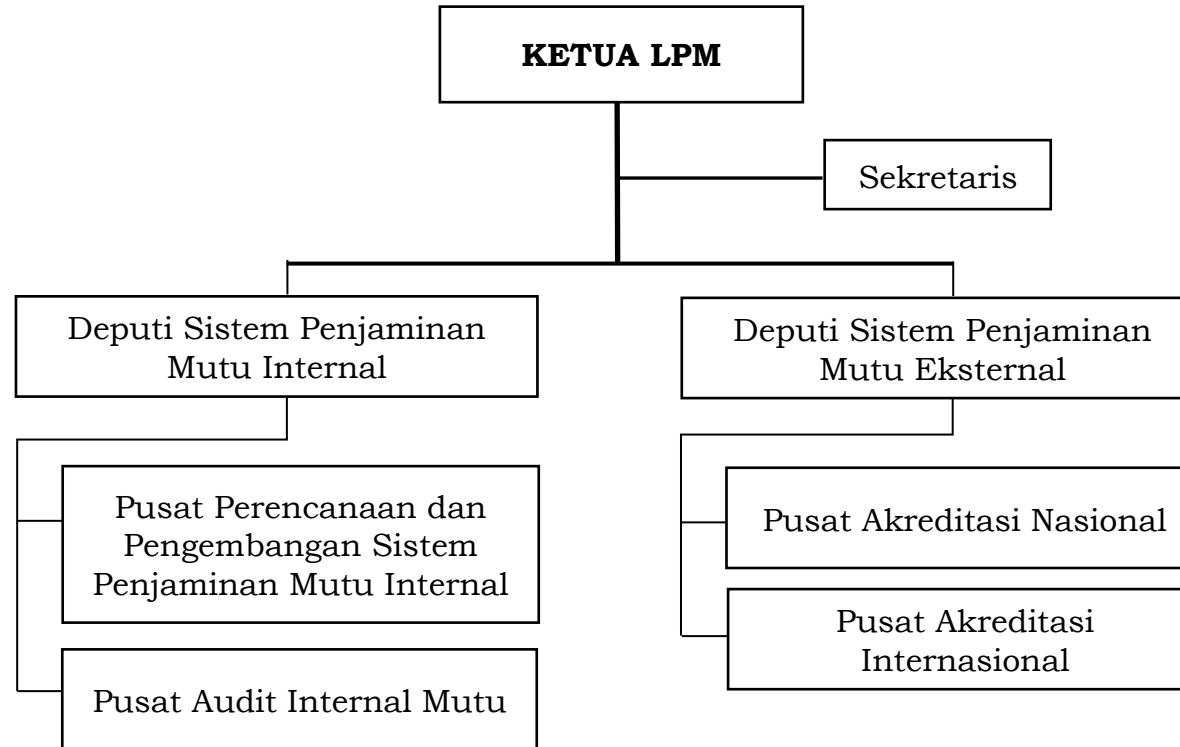 KETUA LPM
Sekretaris
Deputi Sistem Penjaminan
Mutu Internal
Deputi Sistem Penjaminan
Mutu Eksternal
Pusat Perencanaan dan
Pengembangan Sistem
Penjaminan Mutu Internal
Pusat Audit Internal Mutu
Pusat Akreditasi Nasional
Pusat Akreditasi
Internasional